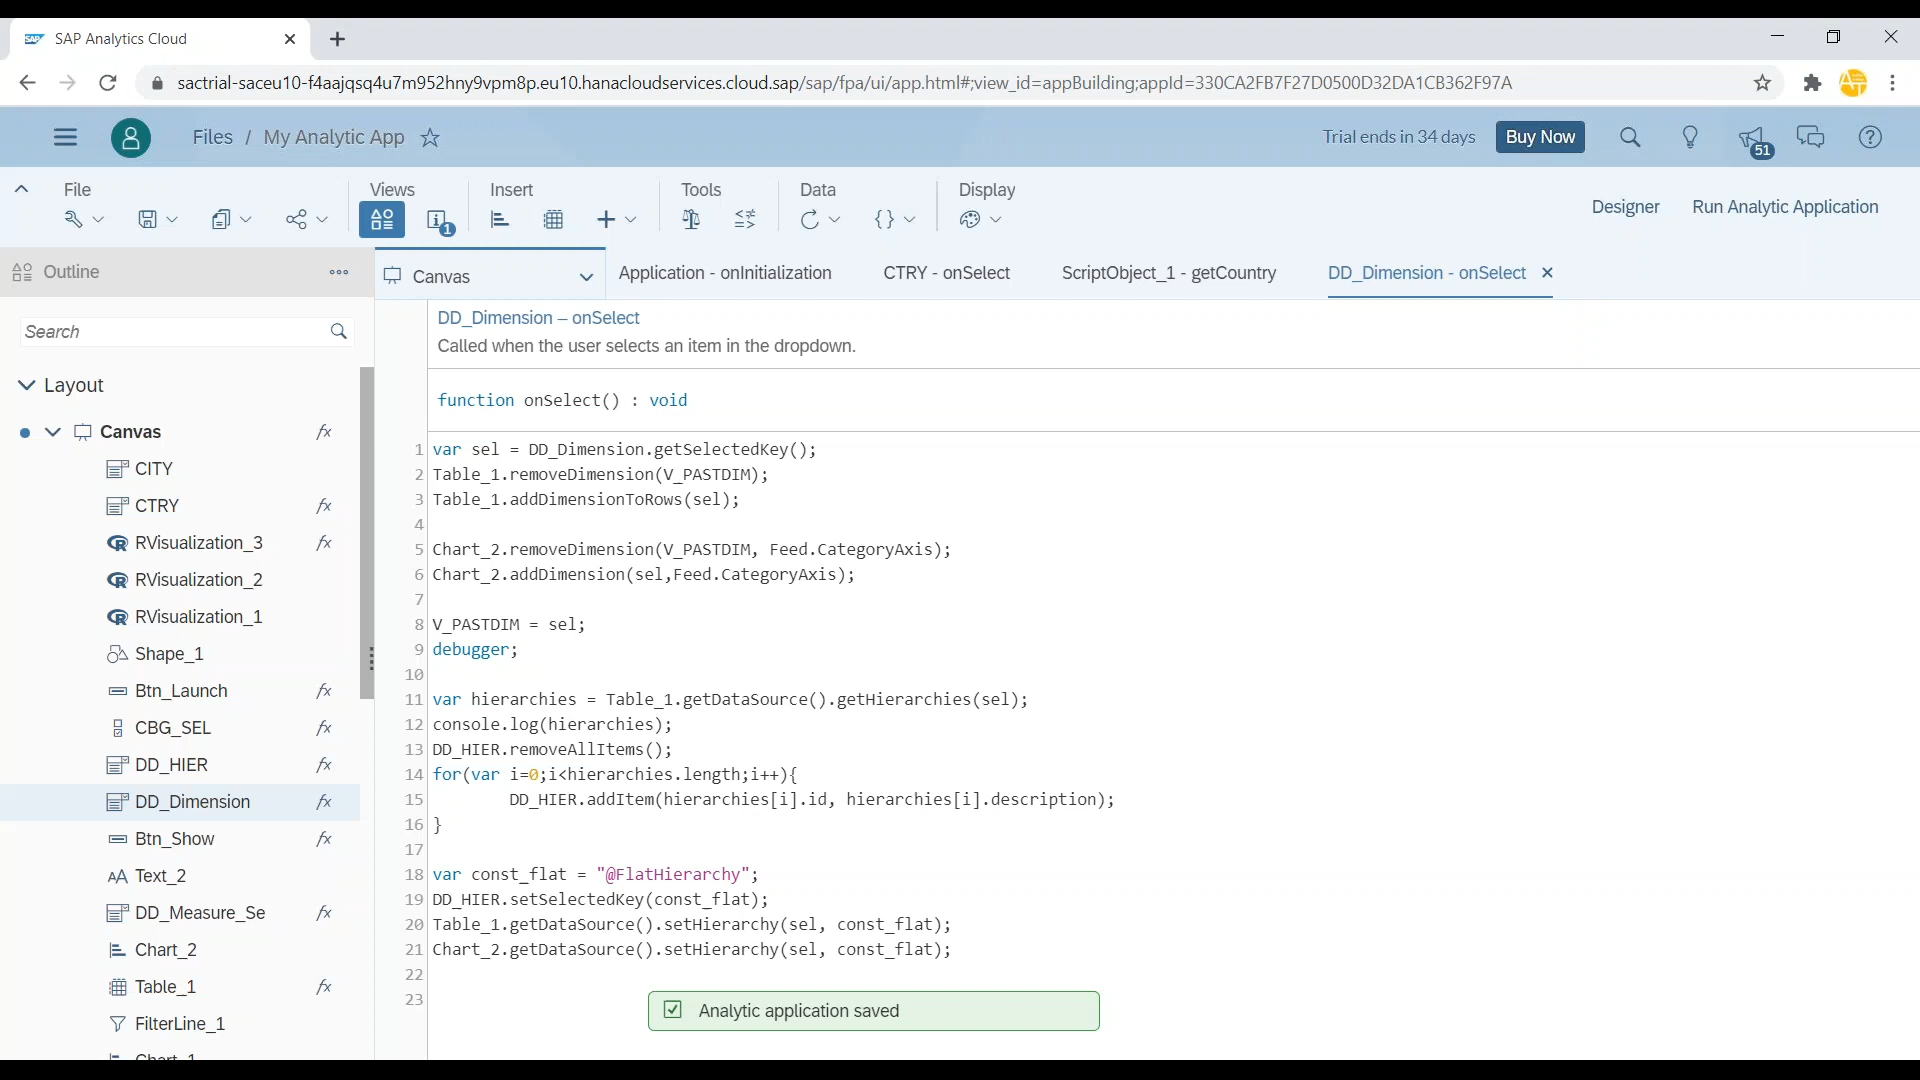 SAP Analytics Cloud
sactrial-saceu10-f4aajqsq4u7m952hny9vpm8p.eu10.hanacloudservices.cloud.sap/sap/fpa/ui/app.html#;view_id=appBuilding;appId=330CA2FB7F27D0500D32DA1CB362F97A
Files / My Analytic App
Trial ends in 34 days
Buy Now
51
File
Views
Insert
Tools
Data
Display
1
Designer
Run Analytic Application
Outline
Canvas
Application - onInitialization
CTRY - onSelect
ScriptObject_1 - getCountry
DD_Dimension - onSelect
Search
Layout
Canvas
CITY
CTRY
RVisualization_3
RVisualization_2
RVisualization_1
Shape_1
Btn_Launch
CBG_SEL
DD_HIER
DD_Dimension
Btn_Show
Text_2
DD_Measure_Se
Chart_2
Table_1
FilterLine_1
Chart_1
DD_Dimension – onSelect
Called when the user selects an item in the dropdown.
function onSelect() : void
1 var sel = DD_Dimension.getSelectedKey();
2 Table_1.removeDimension(V_PASTDIM);
3 Table_1.addDimensionToRows(sel);
4
5 Chart_2.removeDimension(V_PASTDIM, Feed.CategoryAxis);
6 Chart_2.addDimension(sel,Feed.CategoryAxis);
7
8 V_PASTDIM = sel;
9 debugger;
10
11 var hierarchies = Table_1.getDataSource().getHierarchies(sel);
12 console.log(hierarchies);
13 DD_HIER.removeAllItems();
14 for(var i=0;i<hierarchies.length;i++){
15 DD_HIER.addItem(hierarchies[i].id, hierarchies[i].description);
16 }
17
18 var const_flat = "@FlatHierarchy";
19 DD_HIER.setSelectedKey(const_flat);
20 Table_1.getDataSource().setHierarchy(sel, const_flat);
21 Chart_2.getDataSource().setHierarchy(sel, const_flat);
22
23
Analytic application saved